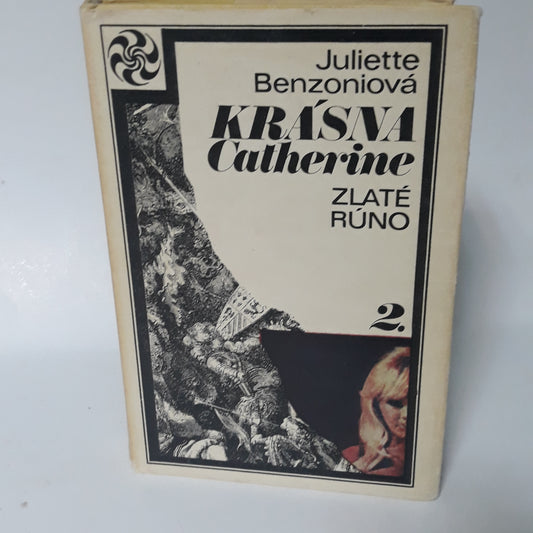 Juliette
Benzoniová
KRÁSNA
Catherine
ZLATÉ
RÚNO
2.